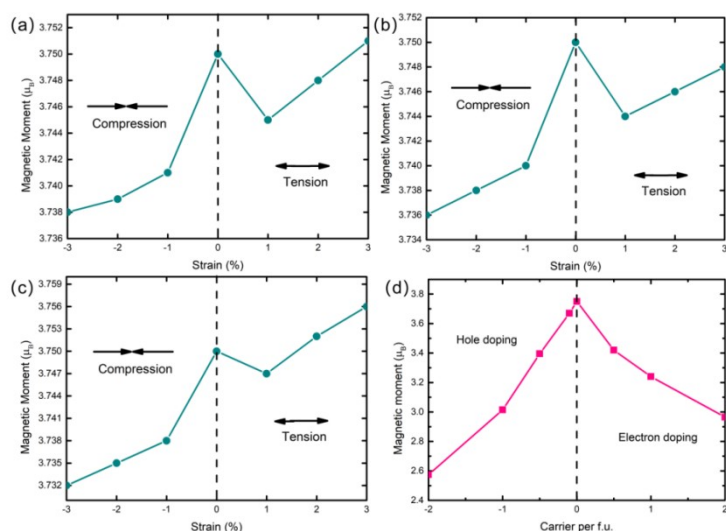 (a)
3.752
3.750
3.748
3.746
3.744
3.742
3.740
3.738
3.736
Magnetic Moment (μB)
Compression
Tension
-3 -2 -1 0 1 2 3
Strain (%)
(b)
3.752
3.750
3.748
3.746
3.744
3.742
3.740
3.738
3.736
3.734
Magnetic Moment (μB)
Compression
Tension
-3 -2 -1 0 1 2 3
Strain (%)
(c)
3.759
3.756
3.753
3.750
3.747
3.744
3.741
3.738
3.735
3.732
Magnetic Moment (μB)
Compression
Tension
-3 -2 -1 0 1 2 3
Strain (%)
(d)
3.8
3.6
3.4
3.2
3.0
2.8
2.6
2.4
Magnetic moment (μB)
Hole doping
Electron doping
-2 -1 0 1 2
Carrier per f.u.